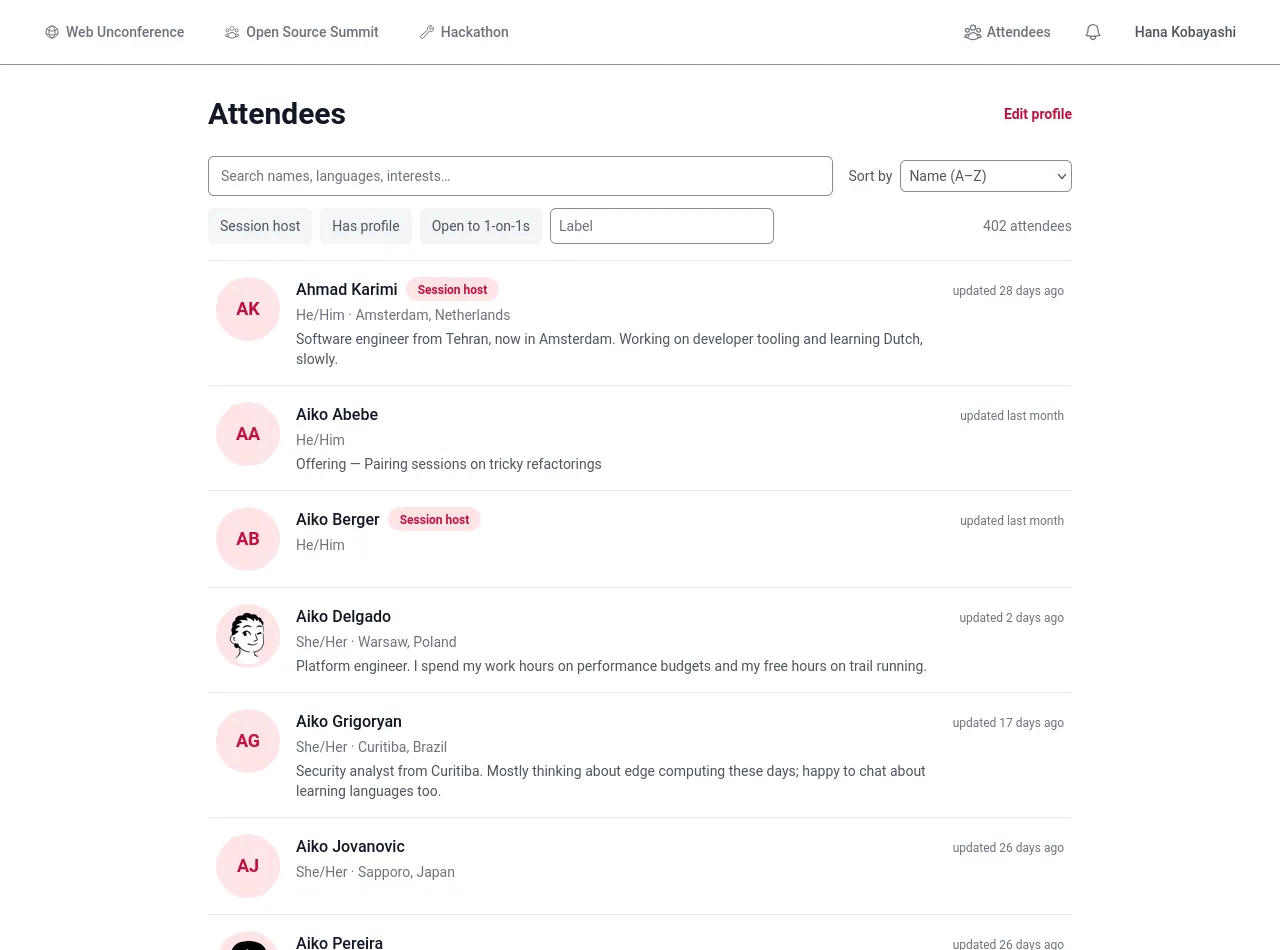 Web Unconference
Open Source Summit
Hackathon
Attendees
Hana Kobayashi
Attendees
Edit profile
Search names, languages, interests…
Sort by
Name (A–Z)
Session host
Has profile
Open to 1-on-1s
Label
402 attendees
AK
Ahmad Karimi
Session host
updated 28 days ago
He/Him · Amsterdam, Netherlands
Software engineer from Tehran, now in Amsterdam. Working on developer tooling and learning Dutch,
slowly.
AA
Aiko Abebe
updated last month
He/Him
Offering — Pairing sessions on tricky refactorings
AB
Aiko Berger
Session host
updated last month
He/Him
Aiko Delgado
updated 2 days ago
She/Her · Warsaw, Poland
Platform engineer. I spend my work hours on performance budgets and my free hours on trail running.
AG
Aiko Grigoryan
updated 17 days ago
She/Her · Curitiba, Brazil
Security analyst from Curitiba. Mostly thinking about edge computing these days; happy to chat about
learning languages too.
AJ
Aiko Jovanovic
updated 26 days ago
She/Her · Sapporo, Japan
Aiko Pereira
updated 26 days ago